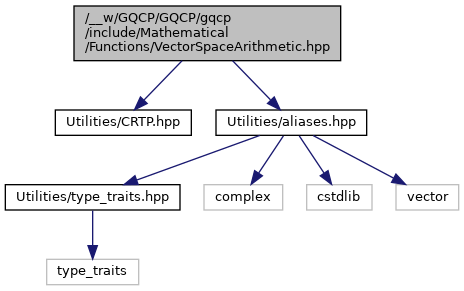 /__w/GQCP/GQCP/gqcp
/include/Mathematical
/Functions/VectorSpaceArithmetic.hpp
Utilities/CRTP.hpp
Utilities/aliases.hpp
Utilities/type_traits.hpp
complex
cstdlib
vector
type_traits